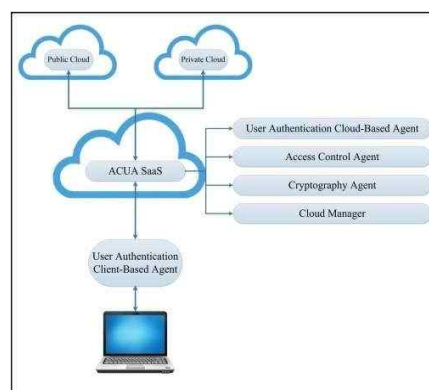 Public Cloud
Private Cloud
ACUA SaaS
User Authentication Cloud-Based Agent
Access Control Agent
Cryptography Agent
Cloud Manager
User Authentication
Client-Based Agent